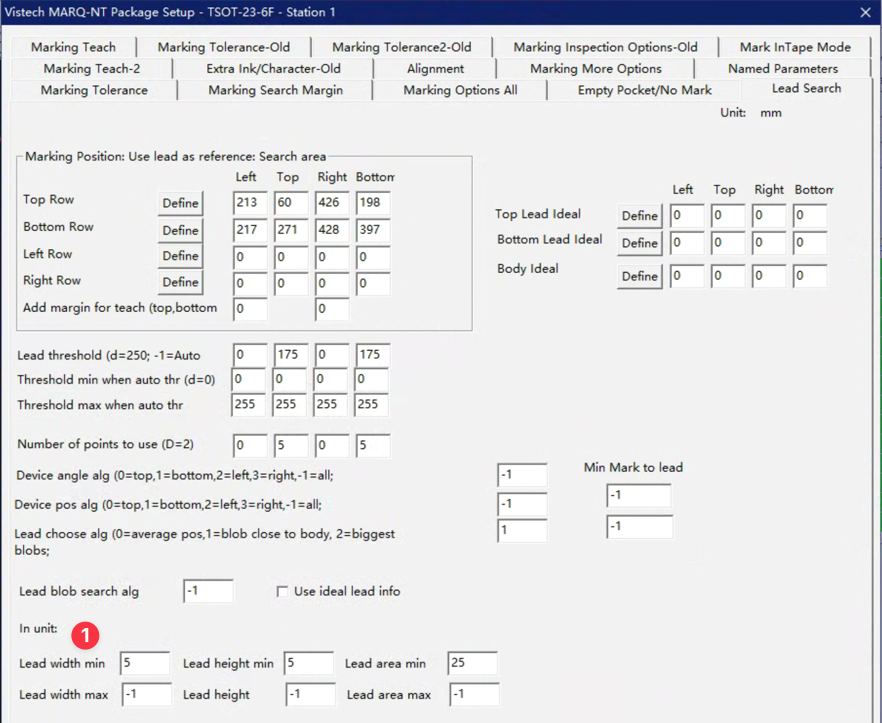 Vistech MARQ-NT Package Setup - TSOT-23-6F - Station 1
Marking Teach Marking Tolerance-Old Marking Tolerance2-Old Marking Inspection Options-Old Mark InTape Mode
Marking Teach-2 Extra Ink/Character-Old Alignment Marking More Options Named Parameters
Marking Tolerance Marking Search Margin Marking Options All Empty Pocket/No Mark Lead Search
Unit: mm
Marking Position: Use lead as reference: Search area
Left Top Right Bottom
Top Row Define 213 60 426 198
Bottom Row Define 217 271 428 397
Left Row Define 0 0 0 0
Right Row Define 0 0 0 0
Add margin for teach (top,bottom 0 0
Left Top Right Bottom
Top Lead Ideal Define 0 0 0 0
Bottom Lead Ideal Define 0 0 0 0
Body Ideal Define 0 0 0 0
Lead threshold (d=250; -1=Auto 0 175 0 175
Threshold min when auto thr (d=0) 0 0 0 0
Threshold max when auto thr 255 255 255 255
Number of points to use (D=2) 0 5 0 5
Device angle alg (0=top,1=bottom,2=left,3=right,-1=all; -1
Device pos alg (0=top,1=bottom,2=left,3=right,-1=all; -1
Lead choose alg (0=average pos,1=blob close to body, 2=biggest 1
blobs;
Min Mark to lead
-1
-1
Lead blob search alg -1 Use ideal lead info
In unit: 1
Lead width min 5 Lead height min 5 Lead area min 25
Lead width max -1 Lead height -1 Lead area max -1